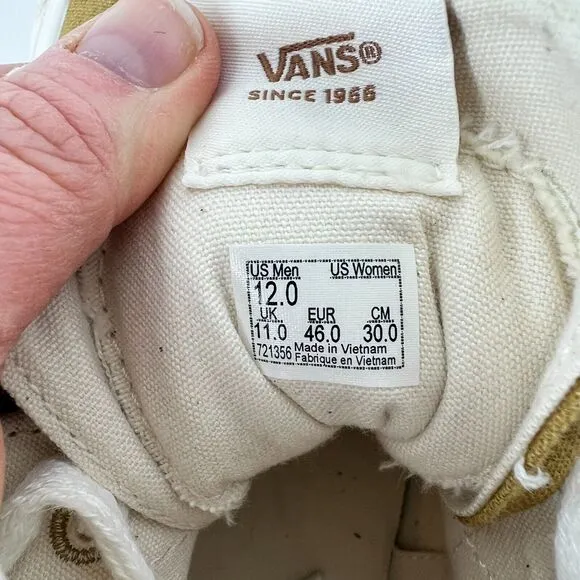 VANS®
SINCE 1966
US Men US Women
12.0
UK EUR CM
11.0 46.0 30.0
721356 Made in Vietnam
Fabrique en Vietnam